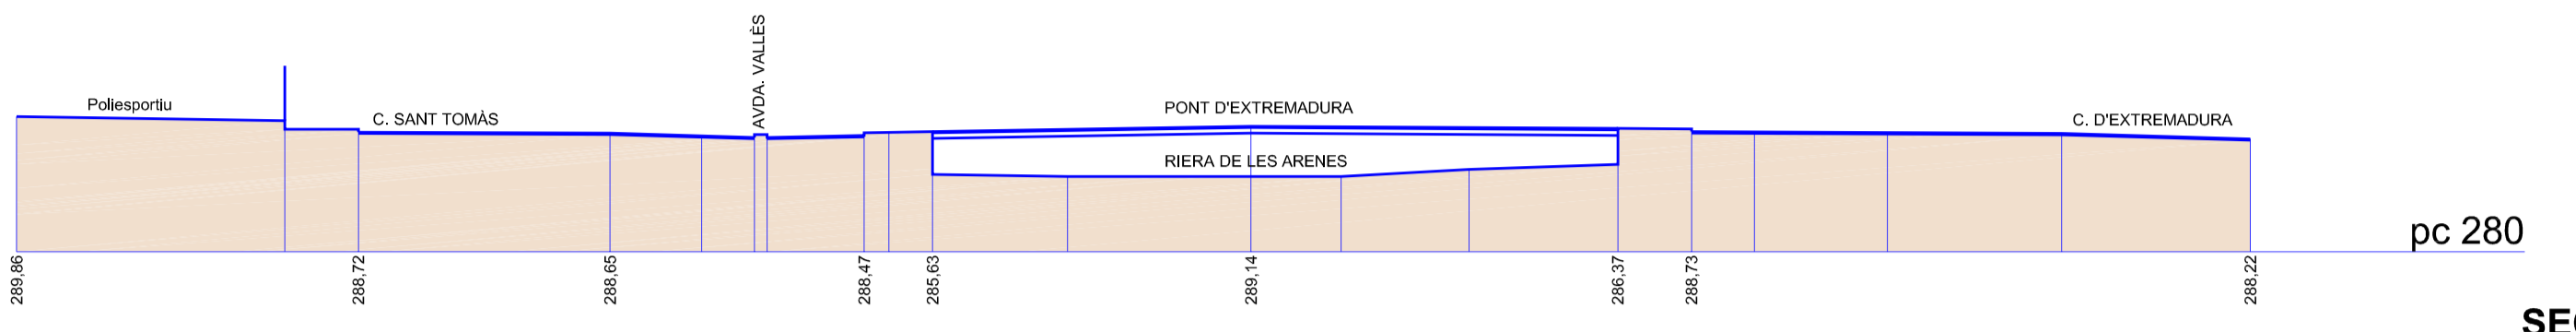 AVDA. VALLÈS
Poliesportiu
C. SANT TOMÀS
PONT D'EXTREMADURA
C. D'EXTREMADURA
RIERA DE LES ARENES
pc 280
289,86
288,72
288,65
288,47
285,63
289,14
286,37
288,73
288,22